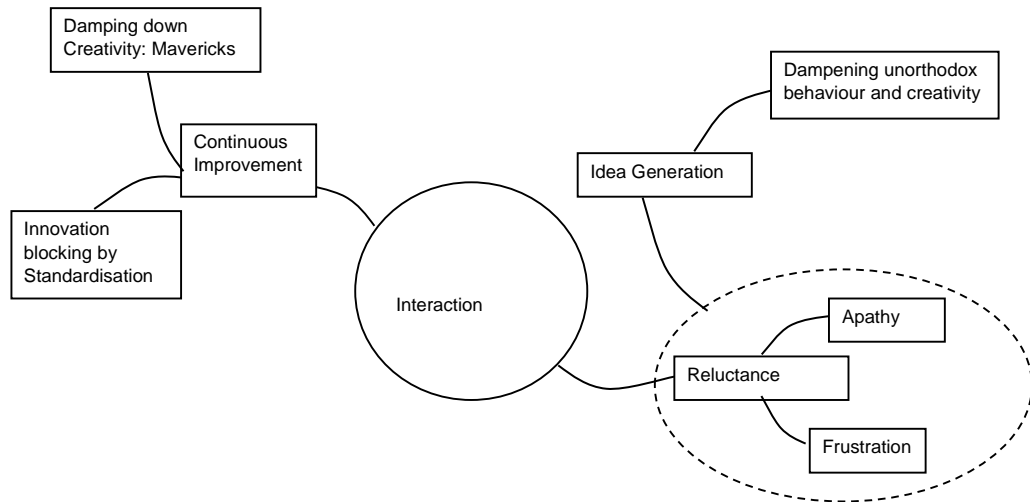 Damping down
Creativity: Mavericks
Continuous
Improvement
Innovation
blocking by
Standardisation
Interaction
Dampening unorthodox
behaviour and creativity
Idea Generation
Apathy
Reluctance
Frustration